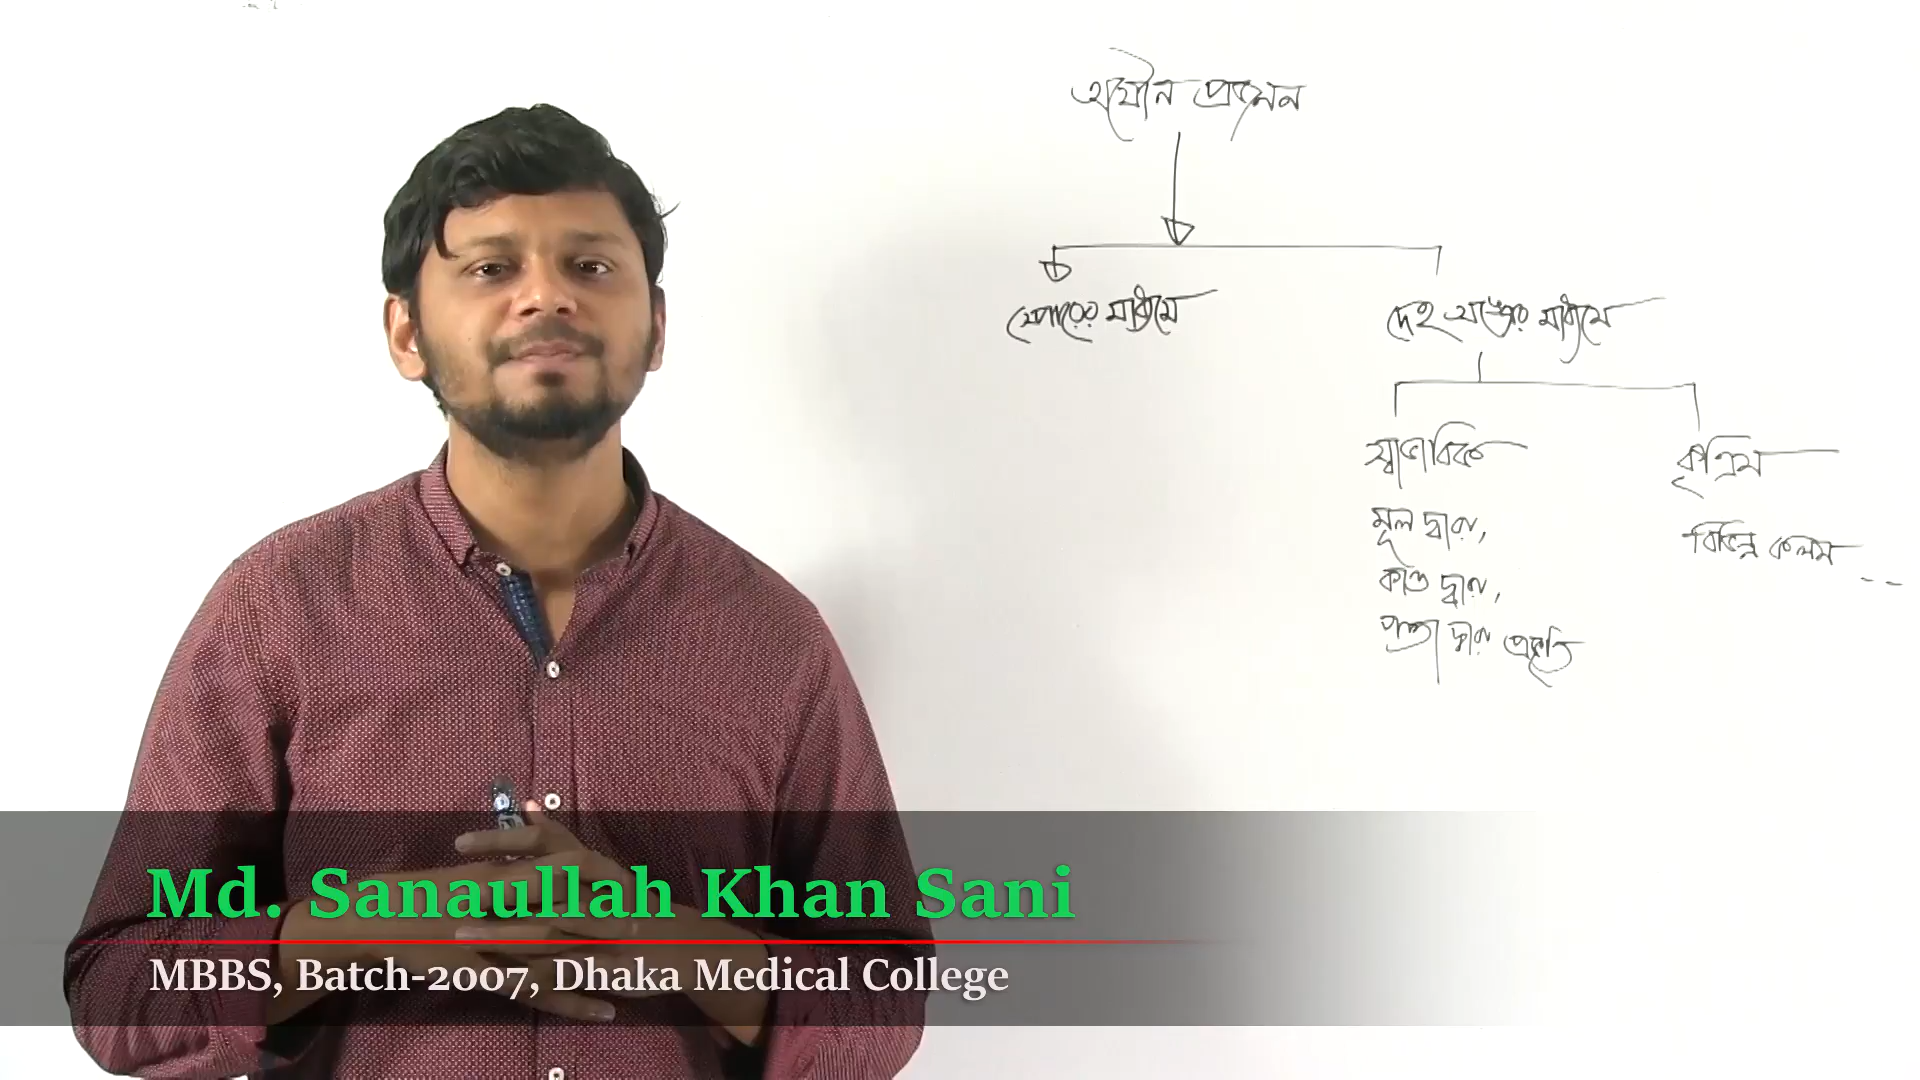 অযৌন প্রজনন
স্পোরের মাধ্যমে
দেহ অঙ্গের মাধ্যমে
স্বাভাবিক
কৃত্রিম
মূল দ্বারা,
কান্ড দ্বারা,
পাতা দ্বারা প্রভৃতি
বিভিন্ন কলম --
Md. Sanaullah Khan Sani
MBBS, Batch-2007, Dhaka Medical College